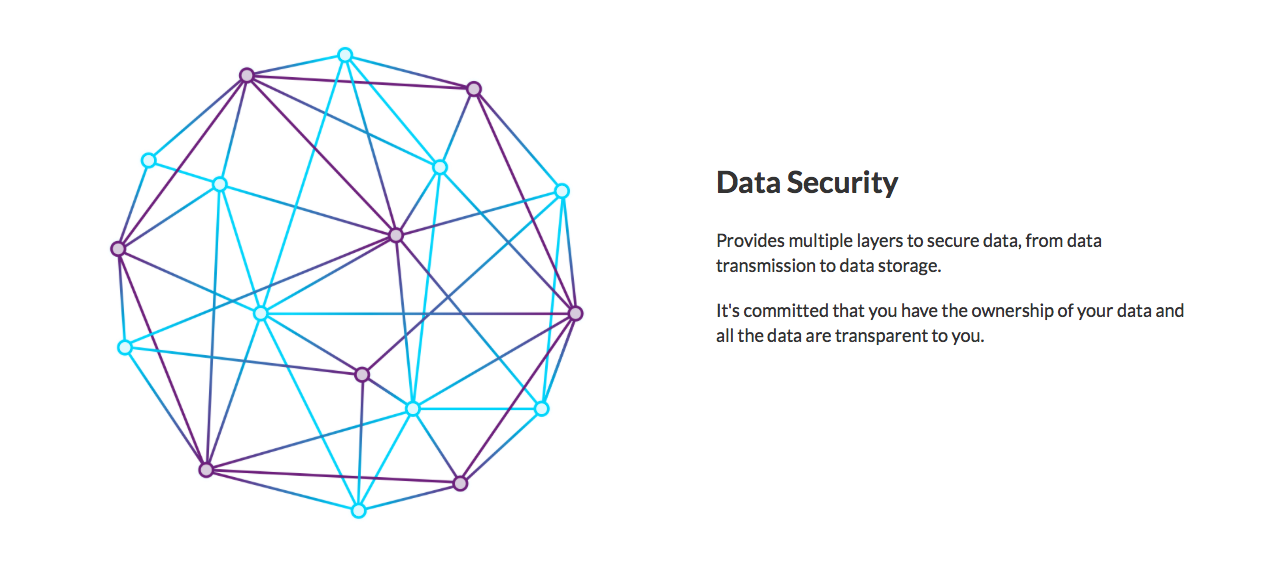 Data Security
Provides multiple layers to secure data, from data
transmission to data storage.
It's committed that you have the ownership of your data and
all the data are transparent to you.